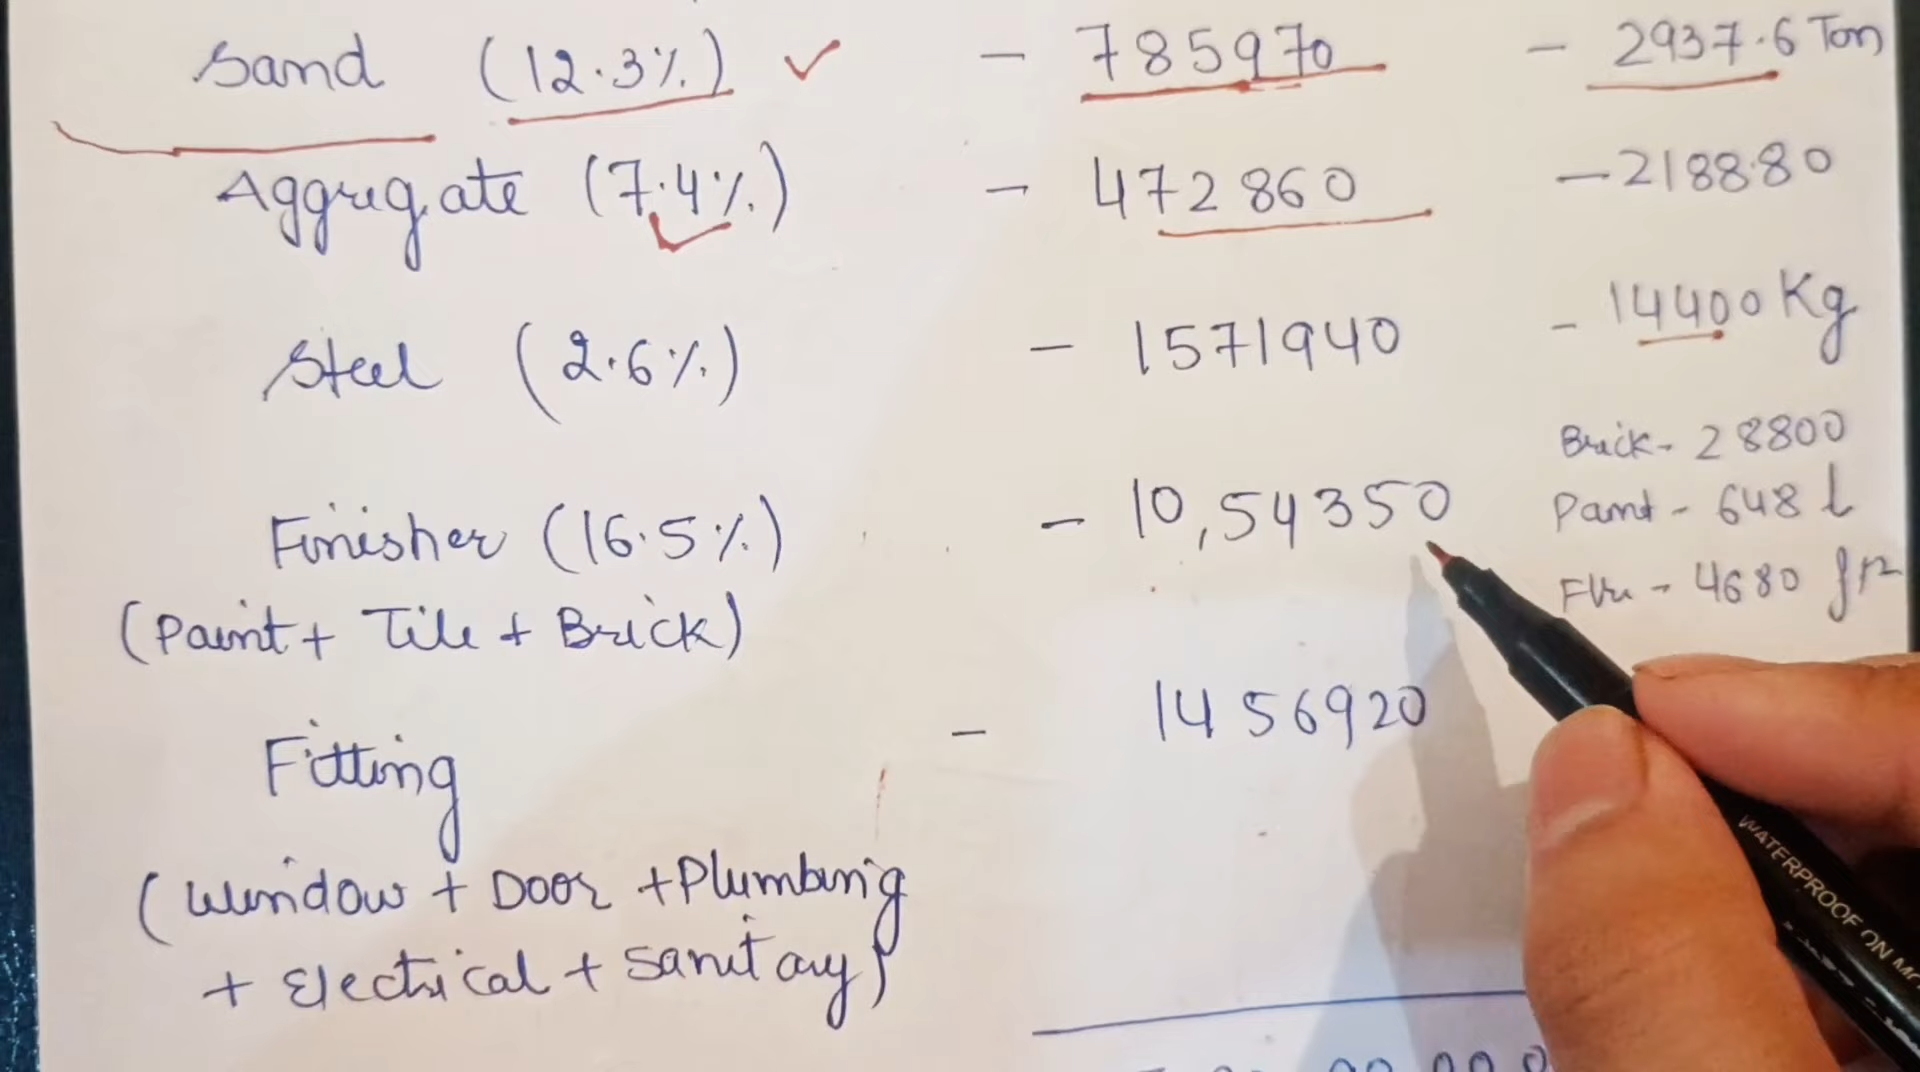 Sand (12.3%) - 785970 - 2937.6 Ton
Aggregate (7.4%) - 472860 - 2188.80
Steel (2.6%) - 1571940 - 14400 Kg
Brick - 28800
Finisher (16.5%) - 10,54350 Paint - 648 l
4680
(Paint + Tile + Brick)
Fitting - 1456920
(Window + Door + Plumbing
+ Electrical + Sanitary)
WATERPROOF ON